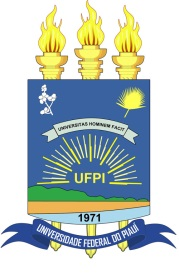 UNIVERSITAS HOMINEM FACIT
UFPI
1971
UNIVERSIDADE FEDERAL DO PIAUÍ